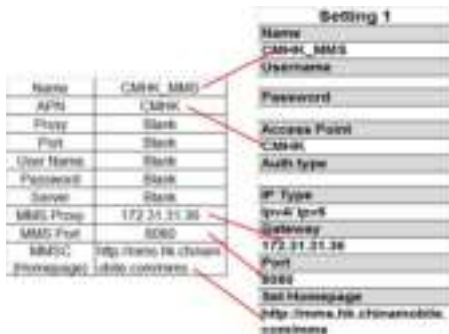 Name CMHK_MMS
APN CMHK
Proxy Blank
Port Blank
User Name Blank
Password Blank
Server Blank
MMS Proxy 172.31.31.36
MMS Port 8080
MMSC http://mms.hk.chinam
(Homepage) obile.com/mms
Setting 1
Name
CMHK_MMS
Username
Password
Access Point
CMHK
Auth type
IP Type
Gateway
172.31.31.36
Port
8080
Set Homepage
http://mms.hk.chinamobile.
com/mms